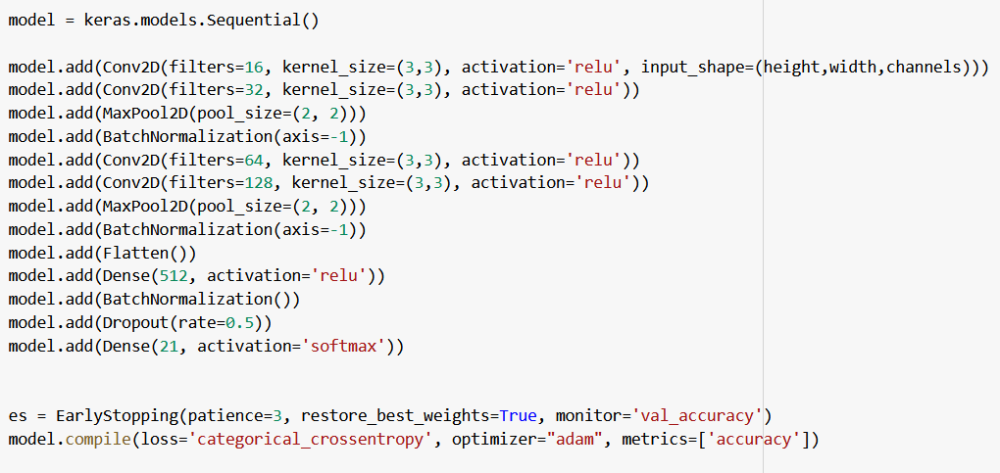 model = keras.models.Sequential()
model.add(Conv2D(filters=16, kernel_size=(3,3), activation='relu', input_shape=(height,width,channels)))
model.add(Conv2D(filters=32, kernel_size=(3,3), activation='relu'))
model.add(MaxPool2D(pool_size=(2, 2)))
model.add(BatchNormalization(axis=-1))
model.add(Conv2D(filters=64, kernel_size=(3,3), activation='relu'))
model.add(Conv2D(filters=128, kernel_size=(3,3), activation='relu'))
model.add(MaxPool2D(pool_size=(2, 2)))
model.add(BatchNormalization(axis=-1))
model.add(Flatten())
model.add(Dense(512, activation='relu'))
model.add(BatchNormalization())
model.add(Dropout(rate=0.5))
model.add(Dense(21, activation='softmax'))
es = EarlyStopping(patience=3, restore_best_weights=True, monitor='val_accuracy')
model.compile(loss='categorical_crossentropy', optimizer="adam", metrics=['accuracy'])